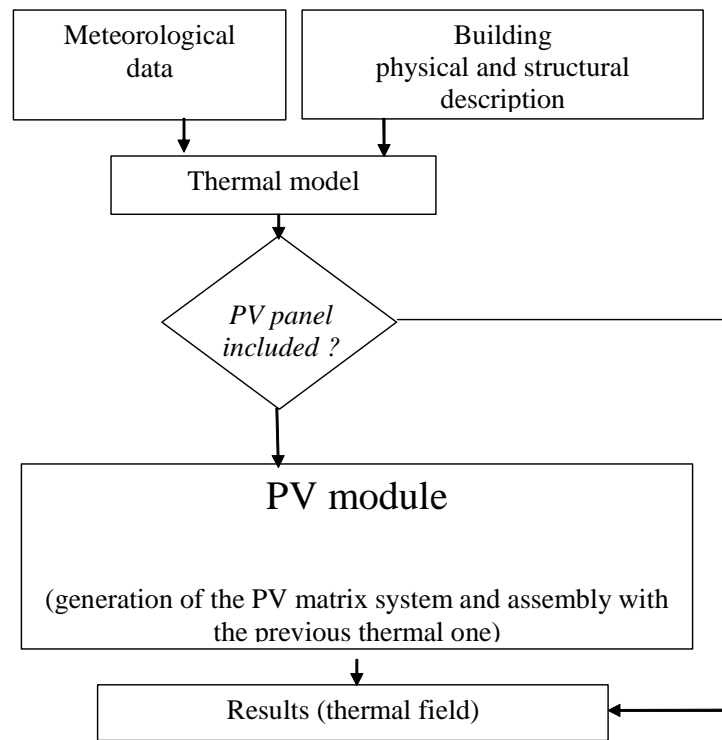 Meteorological
data
Building
physical and structural
description
Thermal model
PV panel
included ?
PV module
(generation of the PV matrix system and assembly with
the previous thermal one)
Results (thermal field)